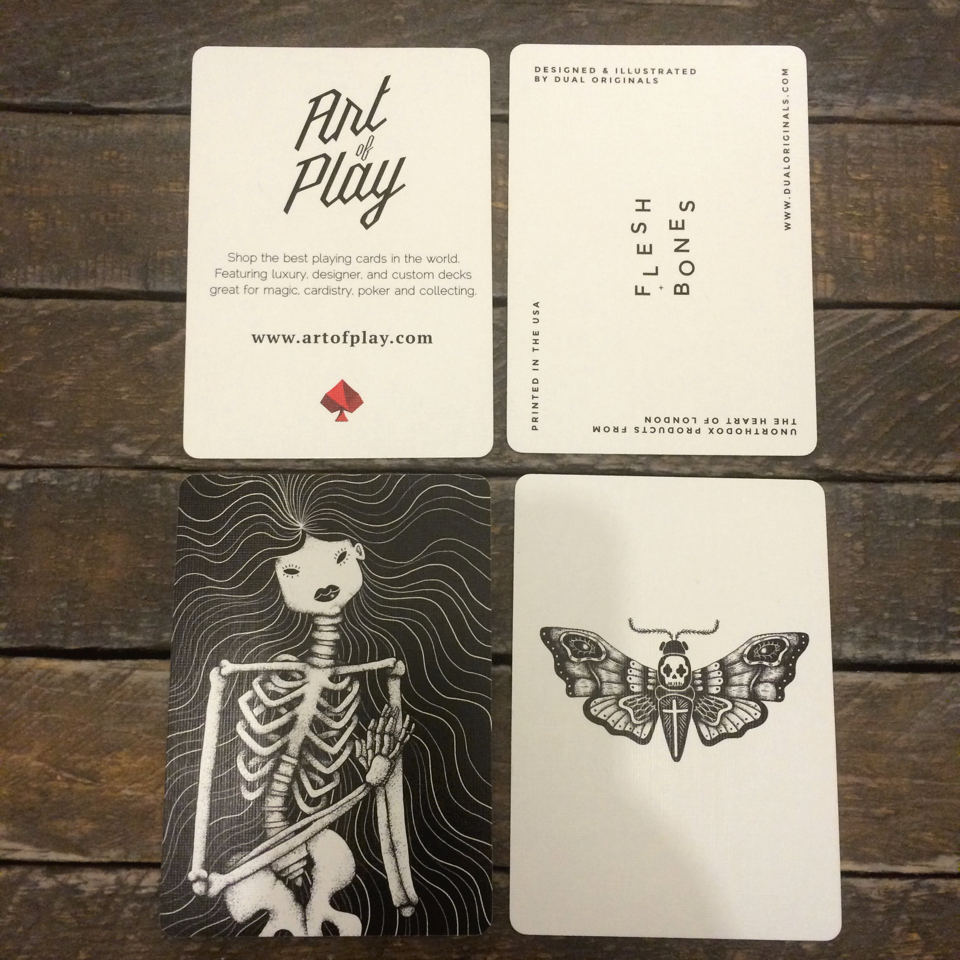 Art
of
Play
Shop the best playing cards in the world.
Featuring luxury, designer, and custom decks
great for magic, cardistry, poker and collecting.
www.artofplay.com
DESIGNED & ILLUSTRATED
BY DUAL ORIGINALS
WWW.DUALORIGINALS.COM
FLESH
+
BONES
PRINTED IN THE USA
UNORTHODOX PRODUCTS FROM
THE HEART OF LONDON